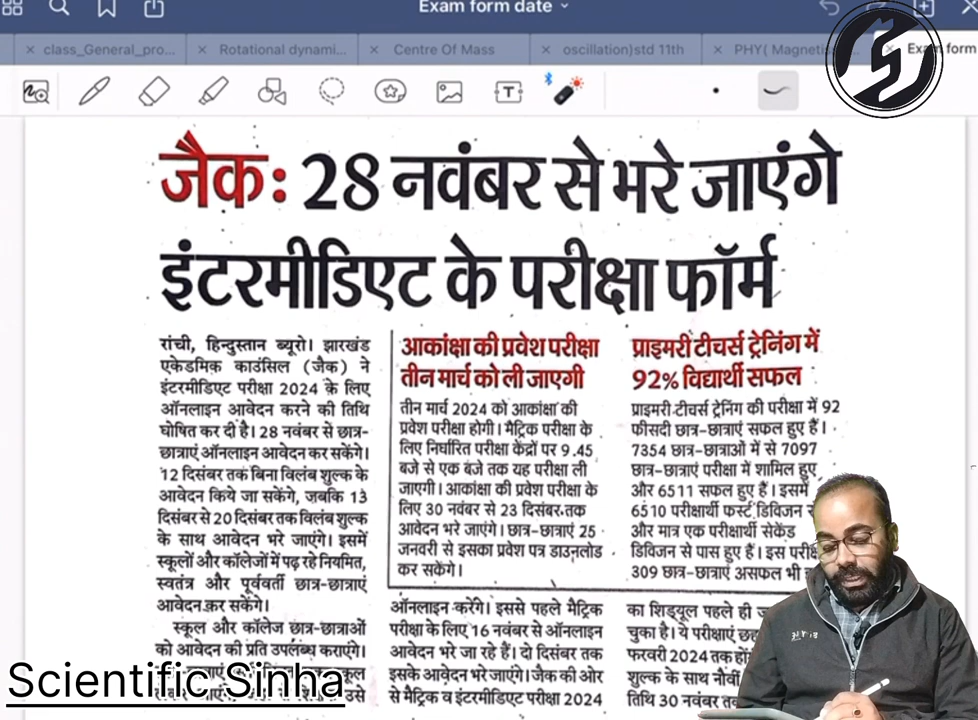 Exam form date
class_General_pro...
Rotational dynami...
Centre Of Mass
oscillation)std 11th
PHY( Magnetis
Exam form
जैक: 28 नवंबर से भरे जाएंगे
इंटरमीडिएट के परीक्षा फॉर्म
रांची, हिन्दुस्तान ब्यूरो। झारखंड
एकेडमिक काउंसिल (जैक) ने
इंटरमीडिएट परीक्षा 2024 के लिए
ऑनलाइन आवेदन करने की तिथि
घोषित कर दी है। 28 नवंबर से छात्र-
छात्राएं ऑनलाइन आवेदन कर सकेंगे।
12 दिसंबर तक बिना विलंब शुल्क के
आवेदन किये जा सकेंगे, जबकि 13
दिसंबर से 20 दिसंबर तक विलंब शुल्क
के साथ आवेदन भरे जाएंगे। इसमें
स्कूलों और कॉलेजों में पढ़ रहे नियमित,
स्वतंत्र और पूर्ववर्ती छात्र-छात्राएं
आवेदन कर सकेंगे।
स्कूल और कॉलेज छात्र-छात्राओं
को आवेदन की प्रति उपलब्ध कराएंगे।
आकांक्षा की प्रवेश परीक्षा
तीन मार्च को ली जाएगी
तीन मार्च 2024 को आकांक्षा की
प्रवेश परीक्षा होगी। मैट्रिक परीक्षा के
लिए निर्धारित परीक्षा केंद्रों पर 9.45
बजे से एक बजे तक यह परीक्षा ली
जाएगी। आकांक्षा की प्रवेश परीक्षा के
लिए 30 नवंबर से 23 दिसंबर तक
आवेदन भरे जाएंगे। छात्र-छात्राएं 25
जनवरी से इसका प्रवेश पत्र डाउनलोड
कर सकेंगे।
ऑनलाइन करेंगे। इससे पहले मैट्रिक
परीक्षा के लिए 16 नवंबर से ऑनलाइन
आवेदन भरे जा रहे हैं। दो दिसंबर तक
इसके आवेदन भरे जाएंगे। जैक की ओर
से मैट्रिक व इंटरमीडिएट परीक्षा 2024
प्राइमरी टीचर्स ट्रेनिंग में
92% विद्यार्थी सफल
प्राइमरी टीचर्स ट्रेनिंग की परीक्षा में 92
फीसदी छात्र-छात्राएं सफल हुए हैं।
7354 छात्र-छात्राओं में से 7097
छात्र-छात्राएं परीक्षा में शामिल हुए
और 6511 सफल हुए हैं। इसमें
6510 परीक्षार्थी फर्स्ट डिविजन
और मात्र एक परीक्षार्थी सेकेंड
डिविजन से पास हुए हैं। इस
309 छात्र-छात्राएं असफल भी
का शिड्यूल पहले ही
चुका है। ये परीक्षाएं
फरवरी 2024 तक
शुल्क के साथ नौवीं
तिथि 30 नवंबर
Scientific Sinha